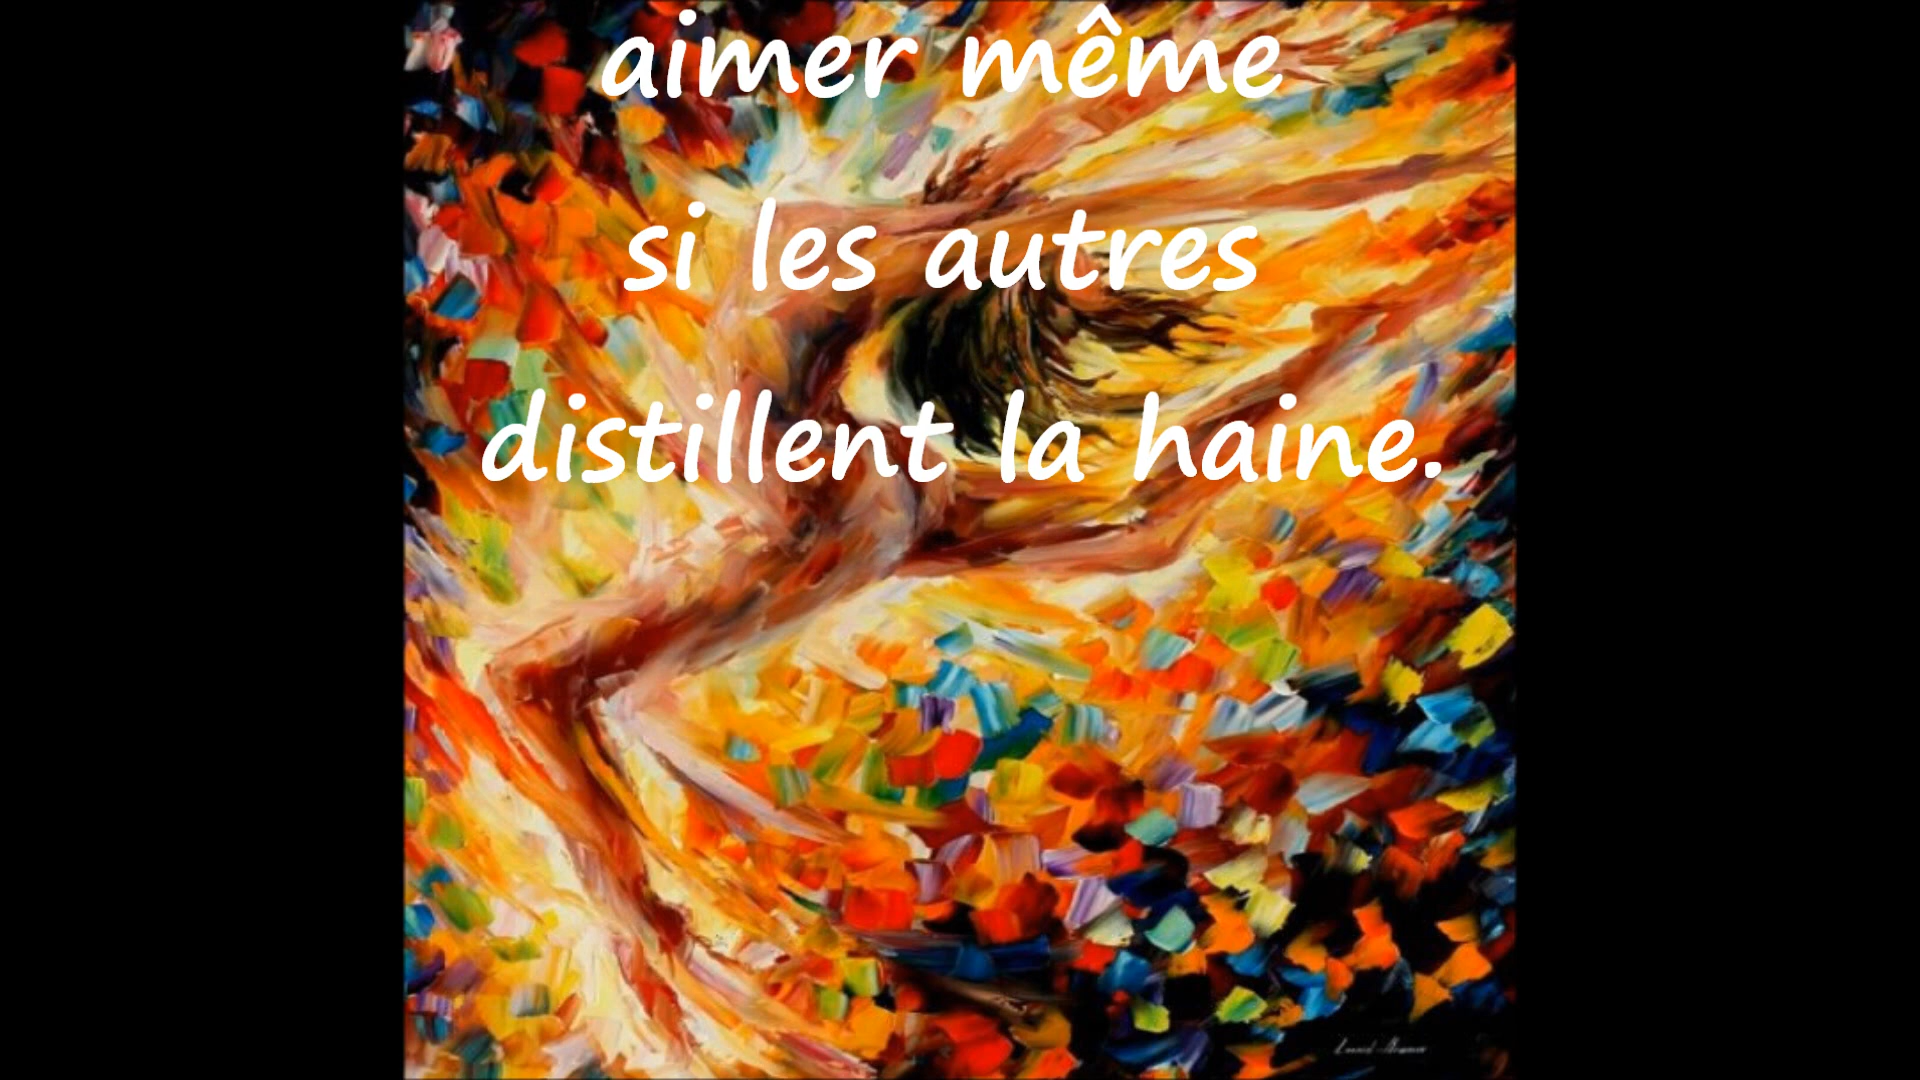 aimer même
si les autres
distillent la haine.